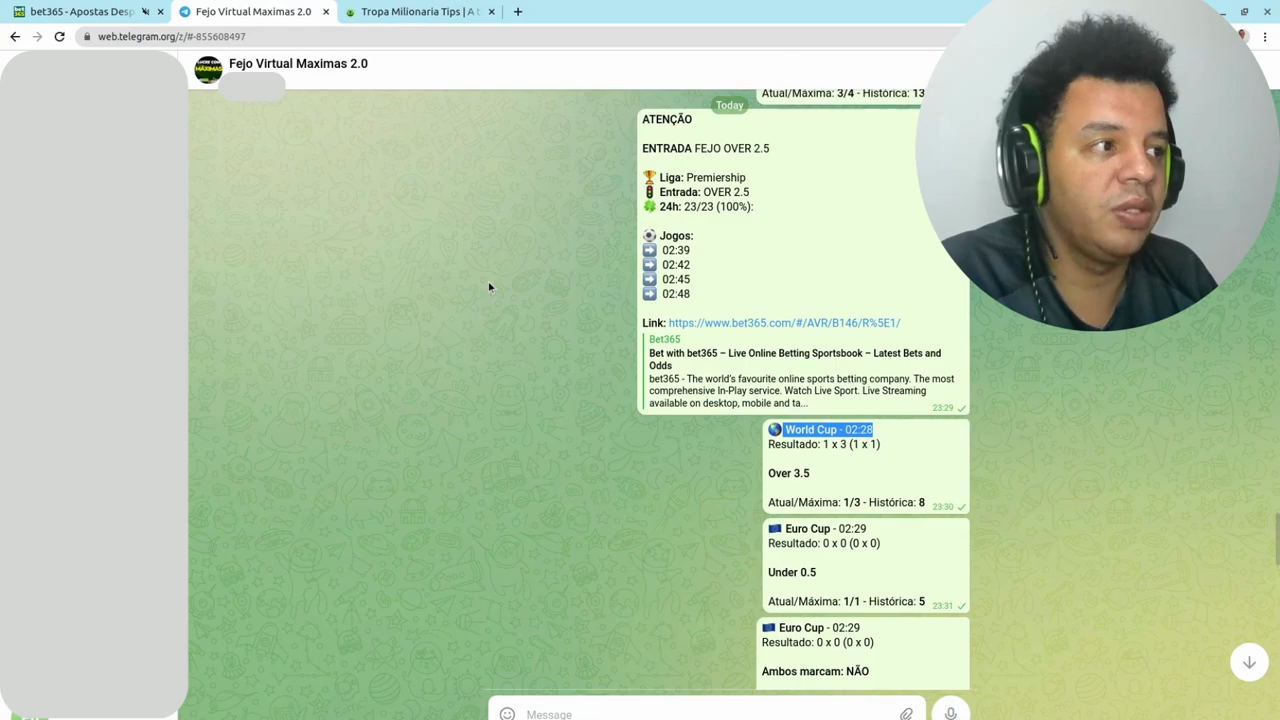 bet365 - Apostas Desp
Fejo Virtual Maximas 2.0
Tropa Milionaria Tips | A t
web.telegram.org/z/#-855608497
Fejo Virtual Maximas 2.0
Atual/Máxima: 3/4 - Histórica: 13
Today
ATENÇÃO
ENTRADA FEJO OVER 2.5
Liga: Premiership
Entrada: OVER 2.5
24h: 23/23 (100%):
Jogos:
02:39
02:42
02:45
02:48
Link: https://www.bet365.com/#/AVR/B146/R%5E1/
Bet365
Bet with bet365 – Live Online Betting Sportsbook – Latest Bets and
Odds
bet365 - The world's favourite online sports betting company. The most
comprehensive In-Play service. Watch Live Sport. Live Streaming
available on desktop, mobile and ta...
23:29
World Cup - 02:28
Resultado: 1 x 3 (1 x 1)
Over 3.5
Atual/Máxima: 1/3 - Histórica: 8
23:30
Euro Cup - 02:29
Resultado: 0 x 0 (0 x 0)
Under 0.5
Atual/Máxima: 1/1 - Histórica: 5
23:31
Euro Cup - 02:29
Resultado: 0 x 0 (0 x 0)
Ambos marcam: NÃO
Message